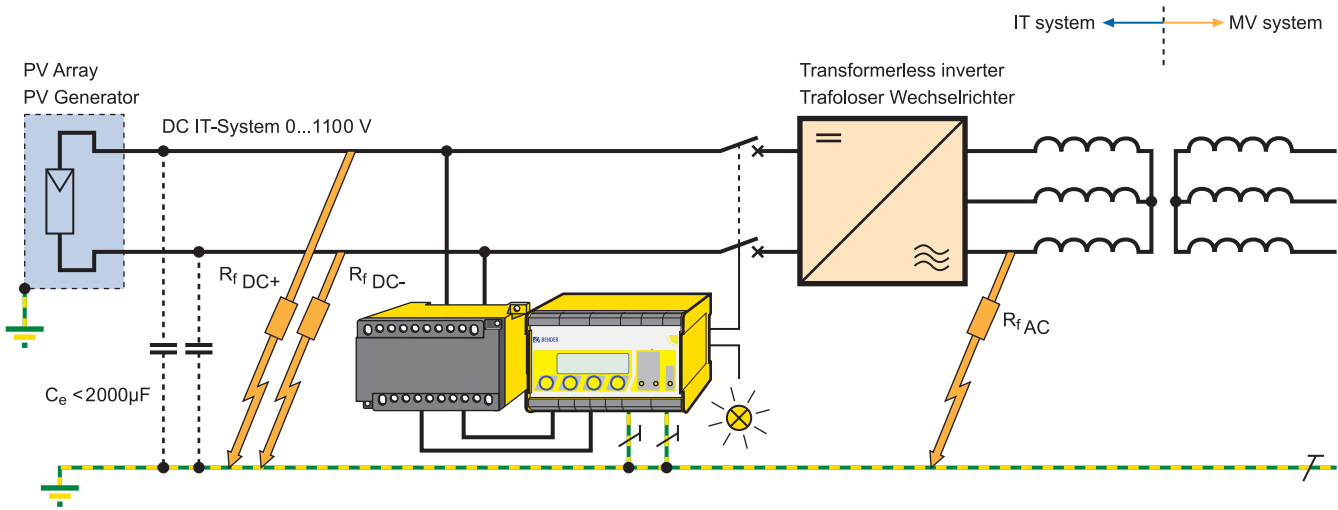 IT system
MV system
PV Array
PV Generator
Transformerless inverter
Trafoloser Wechselrichter
DC IT-System 0...1100 V
Rf DC+
Rf DC-
BENDER
Rf AC
Ce <2000µF